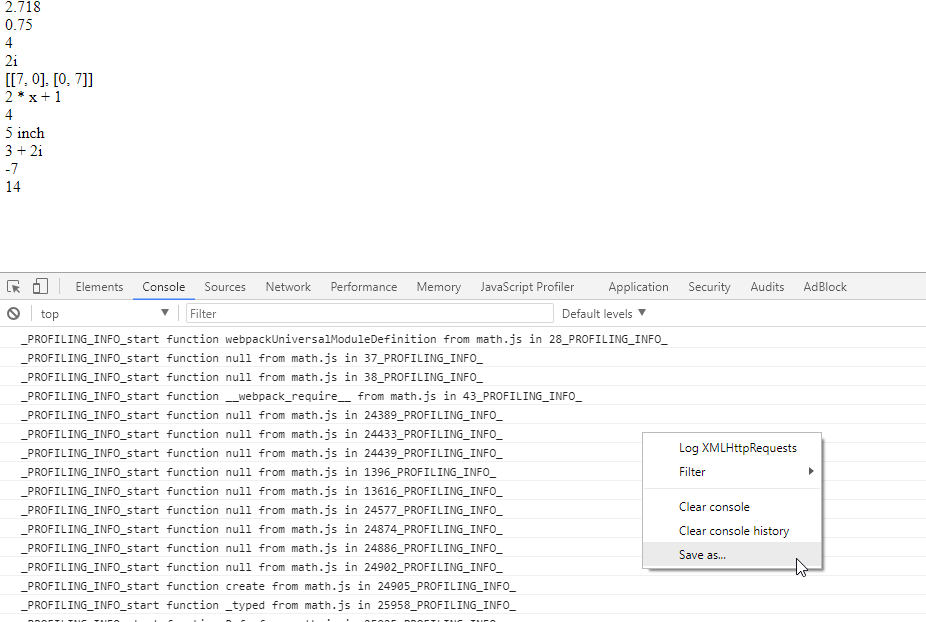 2.718
0.75
4
2i
[[7, 0], [0, 7]]
2 * x + 1
4
5 inch
3 + 2i
-7
14
Elements Console Sources Network Performance Memory JavaScript Profiler Application Security Audits AdBlock
top Filter Default levels
_PROFILING_INFO_start function webpackUniversalModuleDefinition from math.js in 28_PROFILING_INFO_
_PROFILING_INFO_start function null from math.js in 37_PROFILING_INFO_
_PROFILING_INFO_start function null from math.js in 38_PROFILING_INFO_
_PROFILING_INFO_start function __webpack_require__ from math.js in 43_PROFILING_INFO_
_PROFILING_INFO_start function null from math.js in 24389_PROFILING_INFO_
_PROFILING_INFO_start function null from math.js in 24433_PROFILING_INFO_
_PROFILING_INFO_start function null from math.js in 24439_PROFILING_INFO_
_PROFILING_INFO_start function null from math.js in 1396_PROFILING_INFO_
_PROFILING_INFO_start function null from math.js in 13616_PROFILING_INFO_
_PROFILING_INFO_start function null from math.js in 24577_PROFILING_INFO_
_PROFILING_INFO_start function null from math.js in 24874_PROFILING_INFO_
_PROFILING_INFO_start function null from math.js in 24886_PROFILING_INFO_
_PROFILING_INFO_start function null from math.js in 24902_PROFILING_INFO_
_PROFILING_INFO_start function create from math.js in 24905_PROFILING_INFO_
_PROFILING_INFO_start function _typed from math.js in 25958_PROFILING_INFO_
Log XMLHttpRequests
Filter
Clear console
Clear console history
Save as...